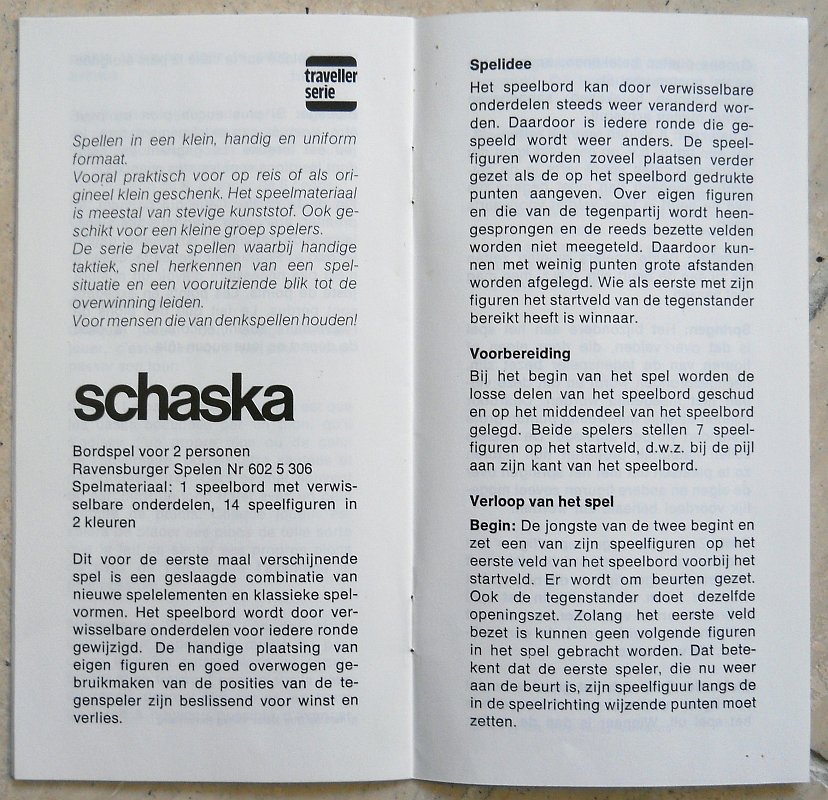 traveller
serie
Spellen in een klein, handig en uniform
formaat.
Vooral praktisch voor op reis of als ori-
gineel klein geschenk. Het speelmateriaal
is meestal van stevige kunststof. Ook ge-
schikt voor een kleine groep spelers.
De serie bevat spellen waarbij handige
taktiek, snel herkennen van een spel-
situatie en een vooruitziende blik tot de
overwinning leiden.
Voor mensen die van denkspellen houden!
schaska
Bordspel voor 2 personen
Ravensburger Spelen Nr 602 5 306
Spelmateriaal: 1 speelbord met verwis-
selbare onderdelen, 14 speelfiguren in
2 kleuren
Dit voor de eerste maal verschijnende
spel is een geslaagde combinatie van
nieuwe spelelementen en klassieke spel-
vormen. Het speelbord wordt door ver-
wisselbare onderdelen voor iedere ronde
gewijzigd. De handige plaatsing van
eigen figuren en goed overwogen ge-
bruikmaken van de posities van de te-
genspeler zijn beslissend voor winst en
verlies.
Spelidee
Het speelbord kan door verwisselbare
onderdelen steeds weer veranderd wor-
den. Daardoor is iedere ronde die ge-
speeld wordt weer anders. De speel-
figuren worden zoveel plaatsen verder
gezet als de op het speelbord gedrukte
punten aangeven. Over eigen figuren
en die van de tegenpartij wordt heen-
gesprongen en de reeds bezette velden
worden niet meegeteld. Daardoor kun-
nen met weinig punten grote afstanden
worden afgelegd. Wie als eerste met zijn
figuren het startveld van de tegenstander
bereikt heeft is winnaar.
Voorbereiding
Bij het begin van het spel worden de
losse delen van het speelbord geschud
en op het middendeel van het speelbord
gelegd. Beide spelers stellen 7 speel-
figuren op het startveld, d.w.z. bij de pijl
aan zijn kant van het speelbord.
Verloop van het spel
Begin: De jongste van de twee begint en
zet een van zijn speelfiguren op het
eerste veld van het speelbord voorbij het
startveld. Er wordt om beurten gezet.
Ook de tegenstander doet dezelfde
openingszet. Zolang het eerste veld
bezet is kunnen geen volgende figuren
in het spel gebracht worden. Dat bete-
kent dat de eerste speler, die nu weer
aan de beurt is, zijn speelfiguur langs de
in de speelrichting wijzende punten moet
zetten.